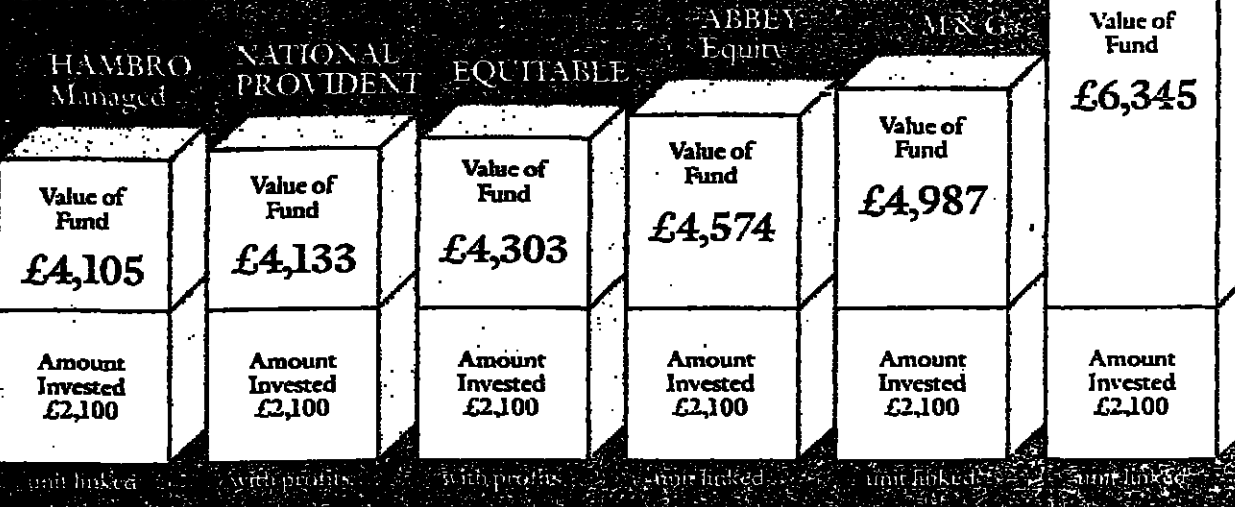 HAMBRO
Managed
NATIONAL
PROVIDENT
EQUITABLE
ABBEY
Equity
M & G
Value of
Fund
£4,105
Value of
Fund
£4,133
Value of
Fund
£4,303
Value of
Fund
£4,574
Value of
Fund
£4,987
Value of
Fund
£6,345
Amount
Invested
£2,100
Amount
Invested
£2,100
Amount
Invested
£2,100
Amount
Invested
£2,100
Amount
Invested
£2,100
Amount
Invested
£2,100
unit linked
with profits
with profits
unit linked
unit linked
unit linked